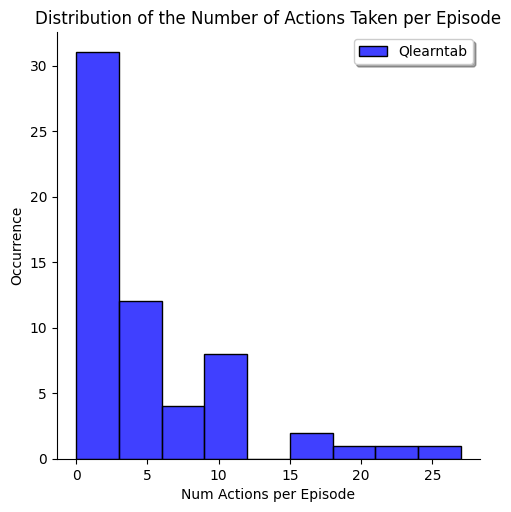 Distribution of the Number of Actions Taken per Episode
Qlearntab
30
25
20
15
10
5
0
Occurrence
0 5 10 15 20 25
Num Actions per Episode